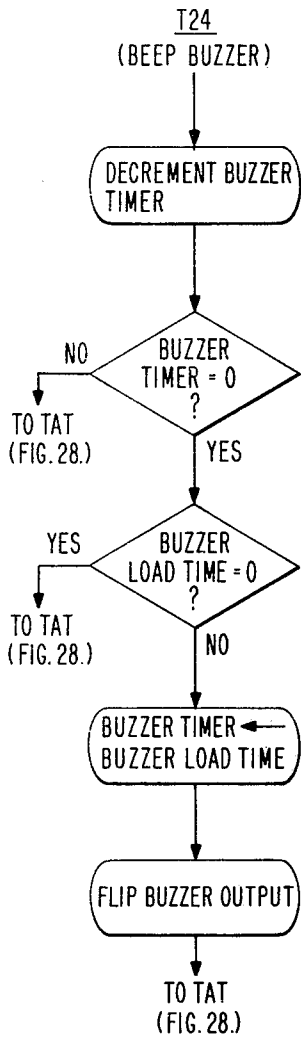 T24
(BEEP BUZZER)
DECREMENT BUZZER
TIMER
BUZZER
TIMER = 0
?
NO
TO TAT
(FIG. 28.)
YES
BUZZER
LOAD TIME = 0
?
YES
TO TAT
(FIG. 28.)
NO
BUZZER TIMER ←
BUZZER LOAD TIME
FLIP BUZZER OUTPUT
TO TAT
(FIG. 28.)